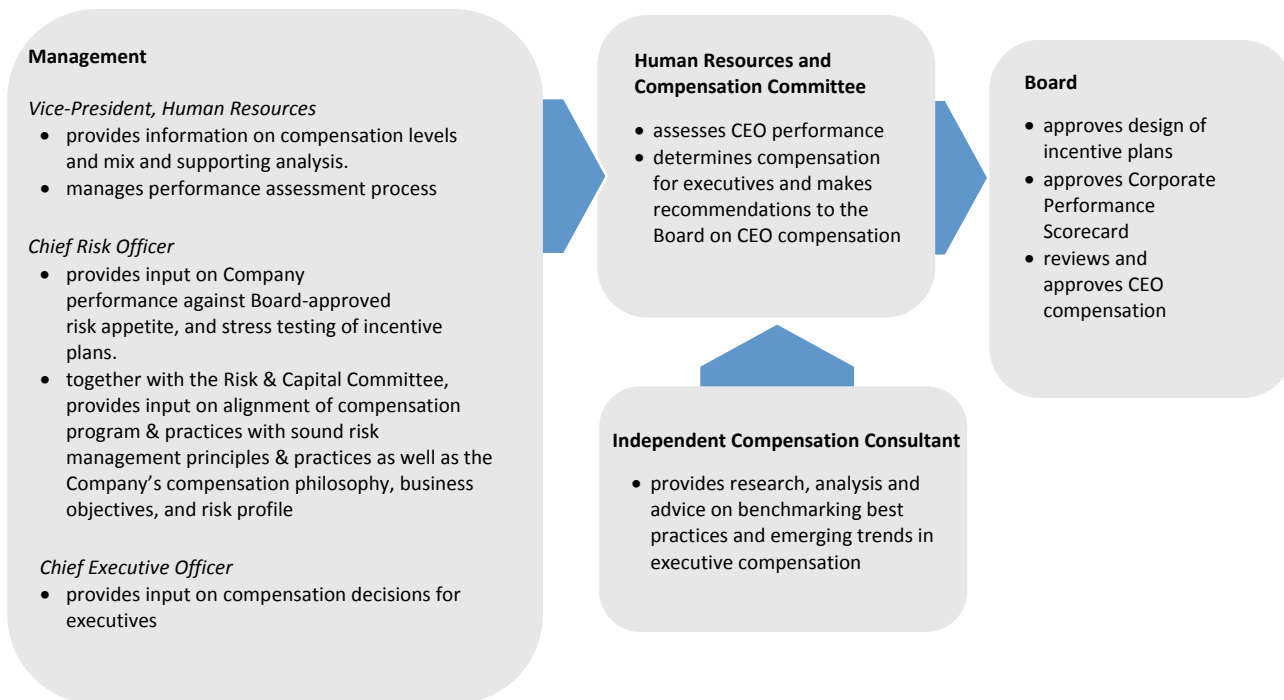 Management
Vice-President, Human Resources
• provides information on compensation levels
and mix and supporting analysis.
• manages performance assessment process
Chief Risk Officer
• provides input on Company
performance against Board-approved
risk appetite, and stress testing of incentive
plans.
• together with the Risk & Capital Committee,
provides input on alignment of compensation
program & practices with sound risk
management principles & practices as well as the
Company’s compensation philosophy, business
objectives, and risk profile
Chief Executive Officer
• provides input on compensation decisions for
executives
Human Resources and
Compensation Committee
• assesses CEO performance
• determines compensation
for executives and makes
recommendations to the
Board on CEO compensation
Independent Compensation Consultant
• provides research, analysis and
advice on benchmarking best
practices and emerging trends in
executive compensation
Board
• approves design of
incentive plans
• approves Corporate
Performance
Scorecard
• reviews and
approves CEO
compensation